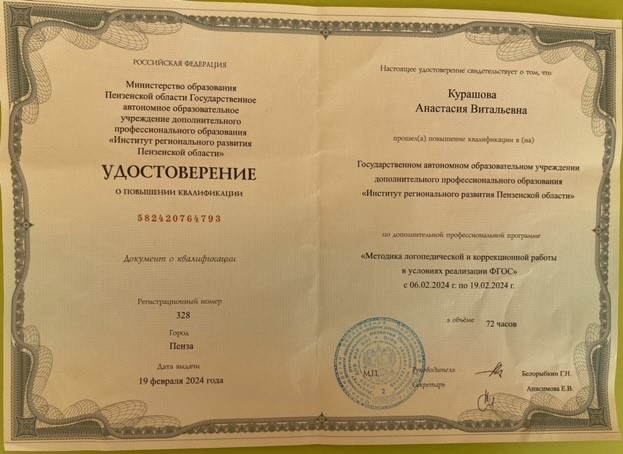 РОССИЙСКАЯ ФЕДЕРАЦИЯ
Министерство образования
Пензенской области Государственное
автономное образовательное
учреждение дополнительного
профессионального образования
«Институт регионального развития
Пензенской области»
УДОСТОВЕРЕНИЕ
О ПОВЫШЕНИИ КВАЛИФИКАЦИИ
582420764793
Документ о квалификации
Регистрационный номер
328
Город
Пенза
Дата выдачи
19 февраля 2024 года
Настоящее удостоверение свидетельствует о том, что
Курашова
Анастасия Витальевна
прошел(а) повышение квалификации в (на)
Государственном автономном образовательном учреждении
дополнительного профессионального образования
«Институт регионального развития Пензенской области»
по дополнительной профессиональной программе
«Методика логопедической и коррекционной работы
в условиях реализации ФГОС»
с 06.02.2024 г. по 19.02.2024 г.
в объёме 72 часов
М.П.
2
Руководитель Белорыбкин Г.Н.
Секретарь Анисимова Е.В.